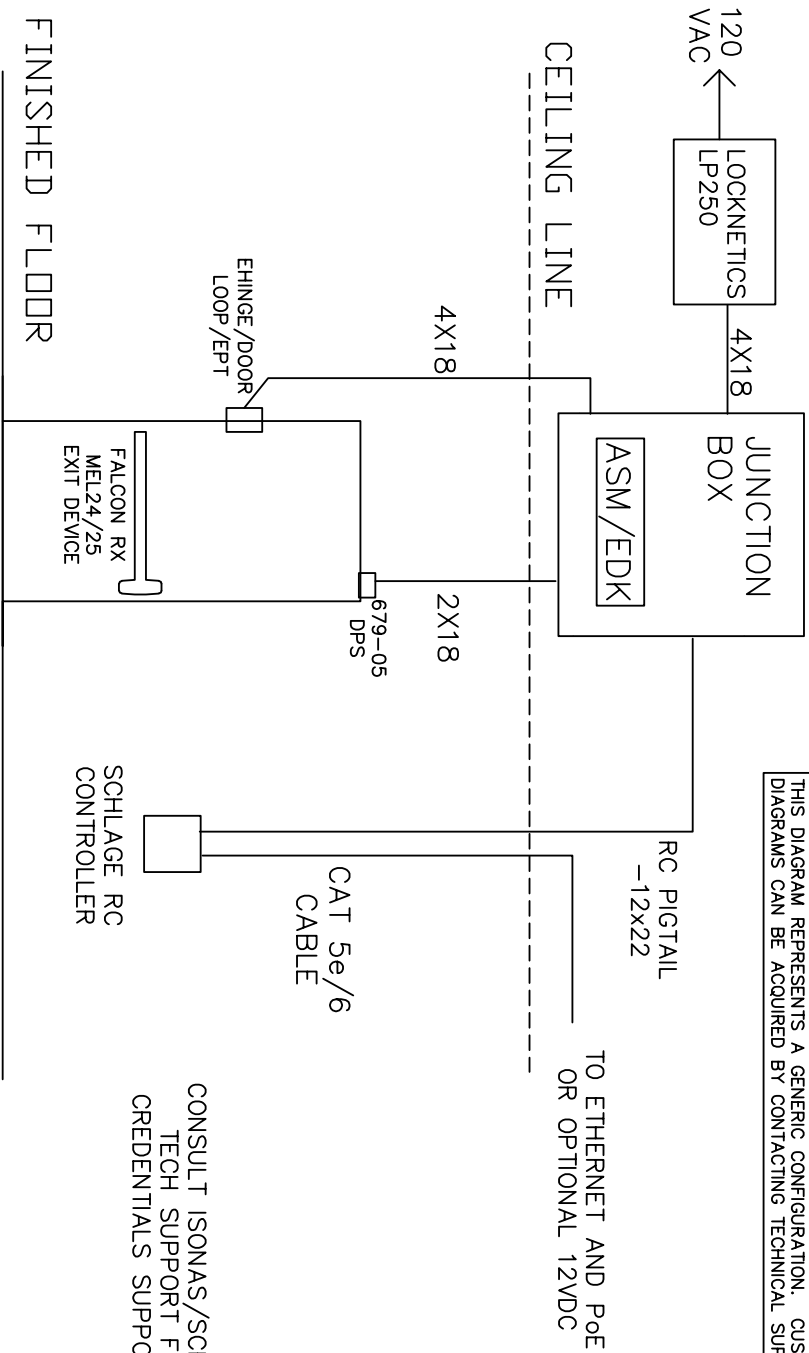 THIS DIAGRAM REPRESENTS A GENERIC CONFIGURATION.
DIAGRAMS CAN BE ACQUIRED BY CONTACTING TECHNICAL
120
VAC
LOCKNETICS
LP250
4X18
JUNCTION
BOX
ASM/EDK
RC PIGTAIL
-12x22
TO ETHERNET AND PoE
OR OPTIONAL 12VDC
CEILING LINE
4X18
2X18
EHINGE/DOOR
LOOP/EPT
679-05
DPS
CAT 5e/6
CABLE
FALCON RX
MEL24/25
EXIT DEVICE
SCHLAGE RC
CONTROLLER
CONSULT ISONAS/
TECH SUPPORT
CREDENTIALS
FINISHED FLOOR